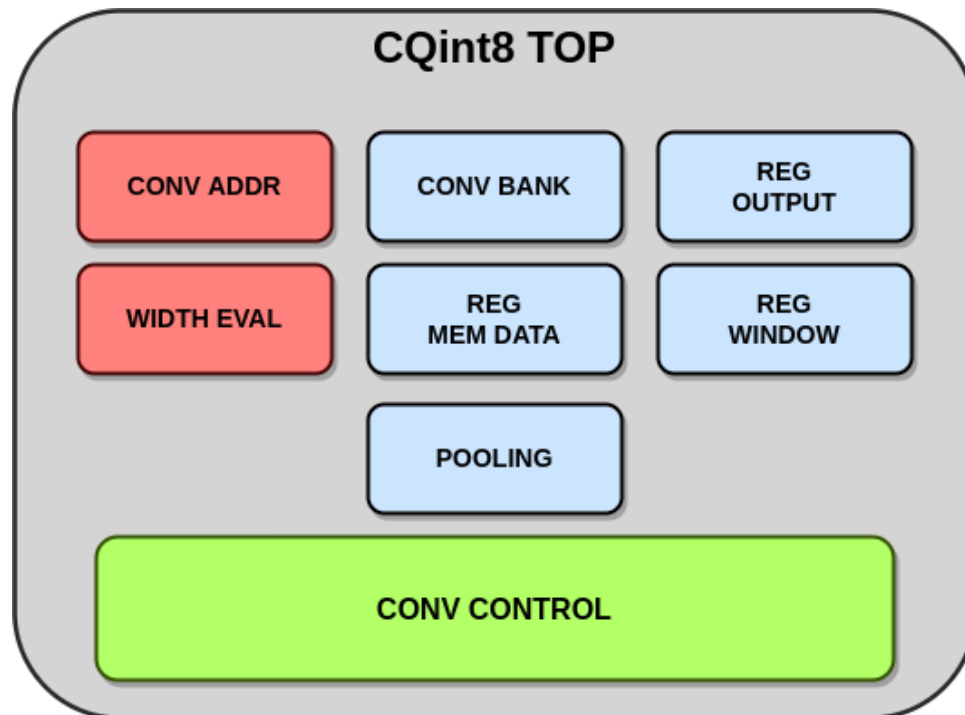 CQint8 TOP
CONV ADDR
CONV BANK
REG
OUTPUT
WIDTH EVAL
REG
MEM DATA
REG
WINDOW
POOLING
CONV CONTROL